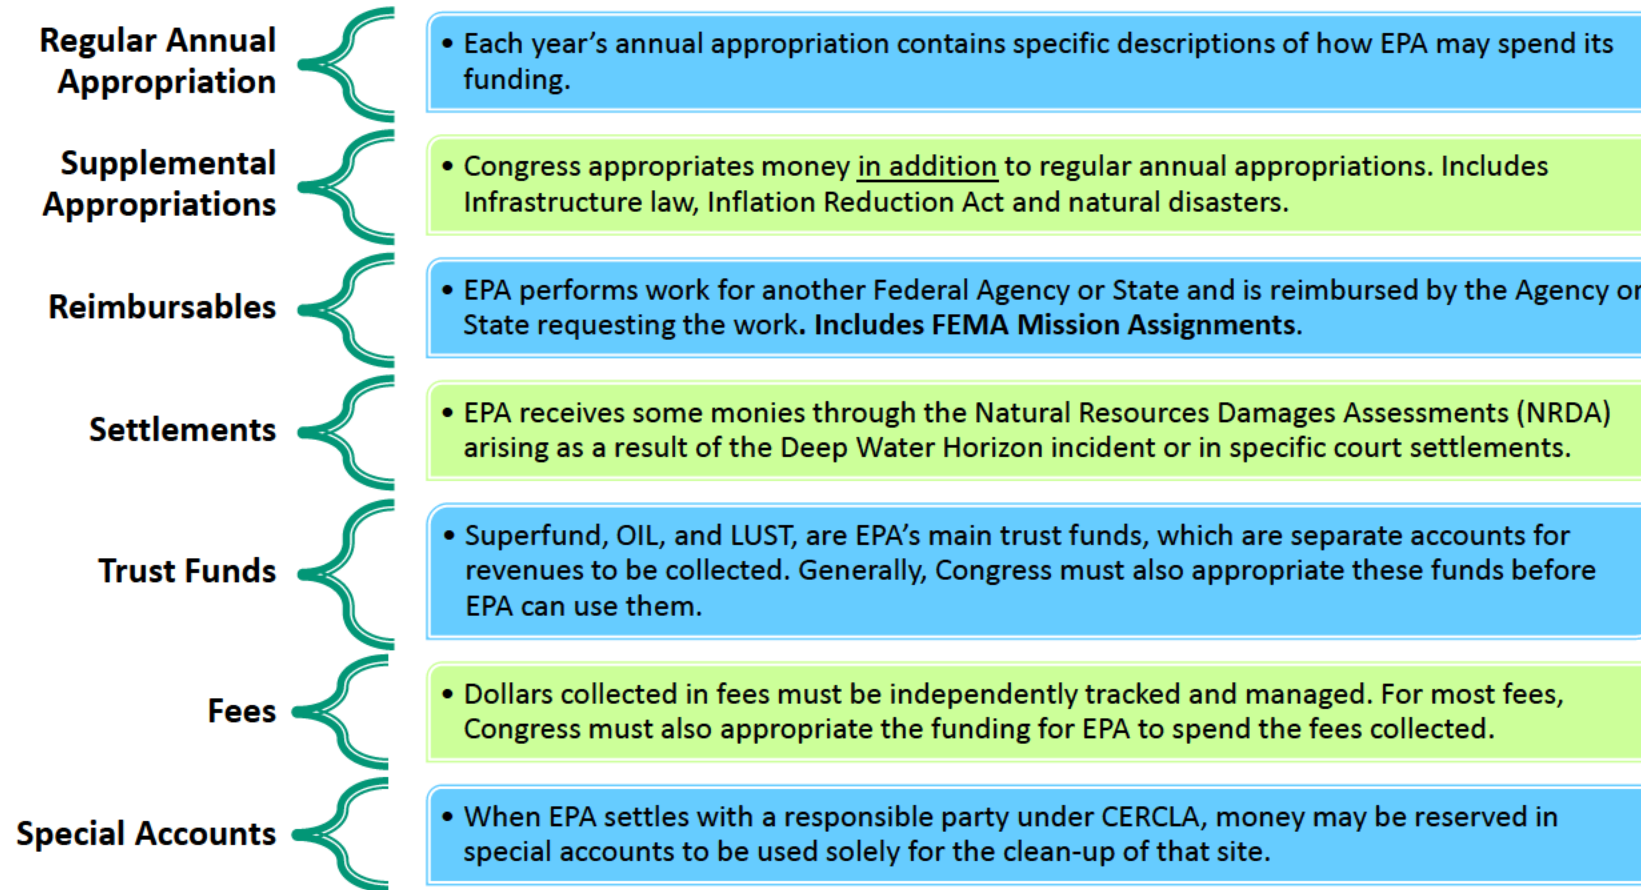 Regular Annual
Appropriation
• Each year's annual appropriation contains specific descriptions of how EPA may spend its
funding.
Supplemental
Appropriations
• Congress appropriates money in addition to regular annual appropriations. Includes
Infrastructure law, Inflation Reduction Act and natural disasters.
Reimbursables
• EPA performs work for another Federal Agency or State and is reimbursed by the Agency or
State requesting the work. Includes FEMA Mission Assignments.
Settlements
• EPA receives some monies through the Natural Resources Damages Assessments (NRDA)
arising as a result of the Deep Water Horizon incident or in specific court settlements.
Trust Funds
• Superfund, OIL, and LUST, are EPA's main trust funds, which are separate accounts for
revenues to be collected. Generally, Congress must also appropriate these funds before
EPA can use them.
Fees
• Dollars collected in fees must be independently tracked and managed. For most fees,
Congress must also appropriate the funding for EPA to spend the fees collected.
Special Accounts
• When EPA settles with a responsible party under CERCLA, money may be reserved in
special accounts to be used solely for the clean-up of that site.